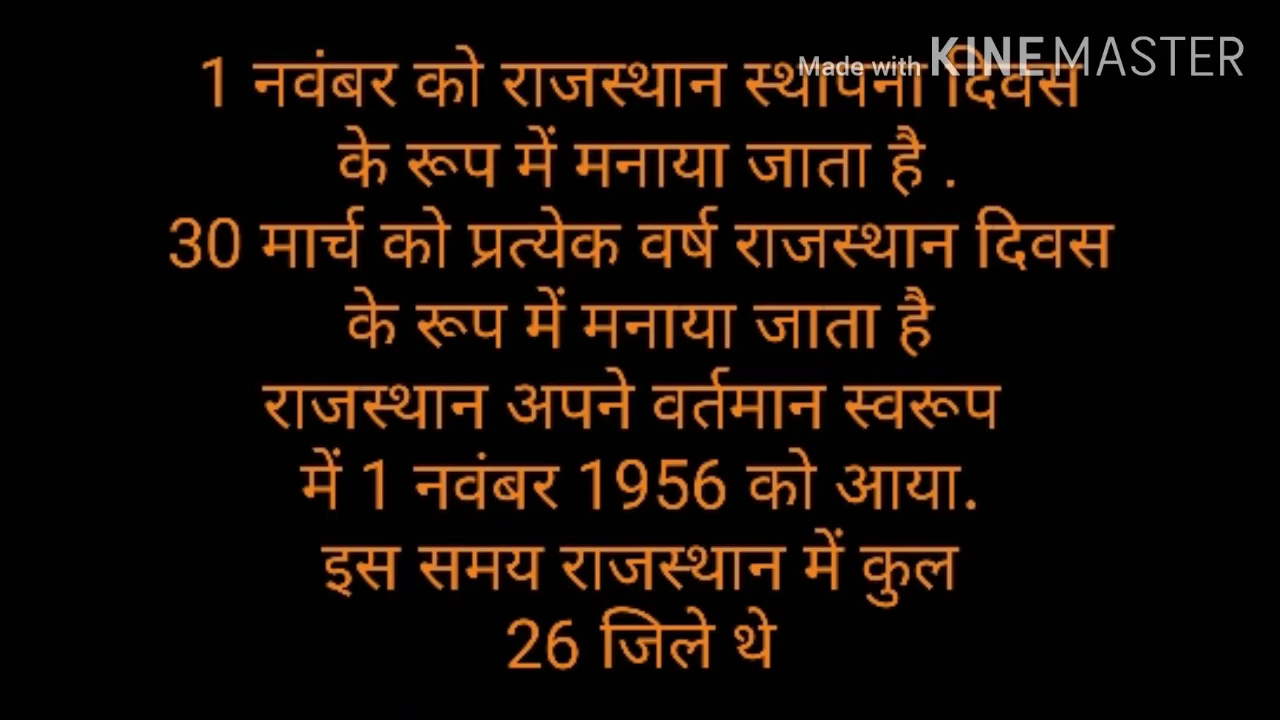 Made with KINEMASTER
1 नवंबर को राजस्थान स्थापना दिवस
के रूप में मनाया जाता है .
30 मार्च को प्रत्येक वर्ष राजस्थान दिवस
के रूप में मनाया जाता है
राजस्थान अपने वर्तमान स्वरूप
में 1 नवंबर 1956 को आया.
इस समय राजस्थान में कुल
26 जिले थे